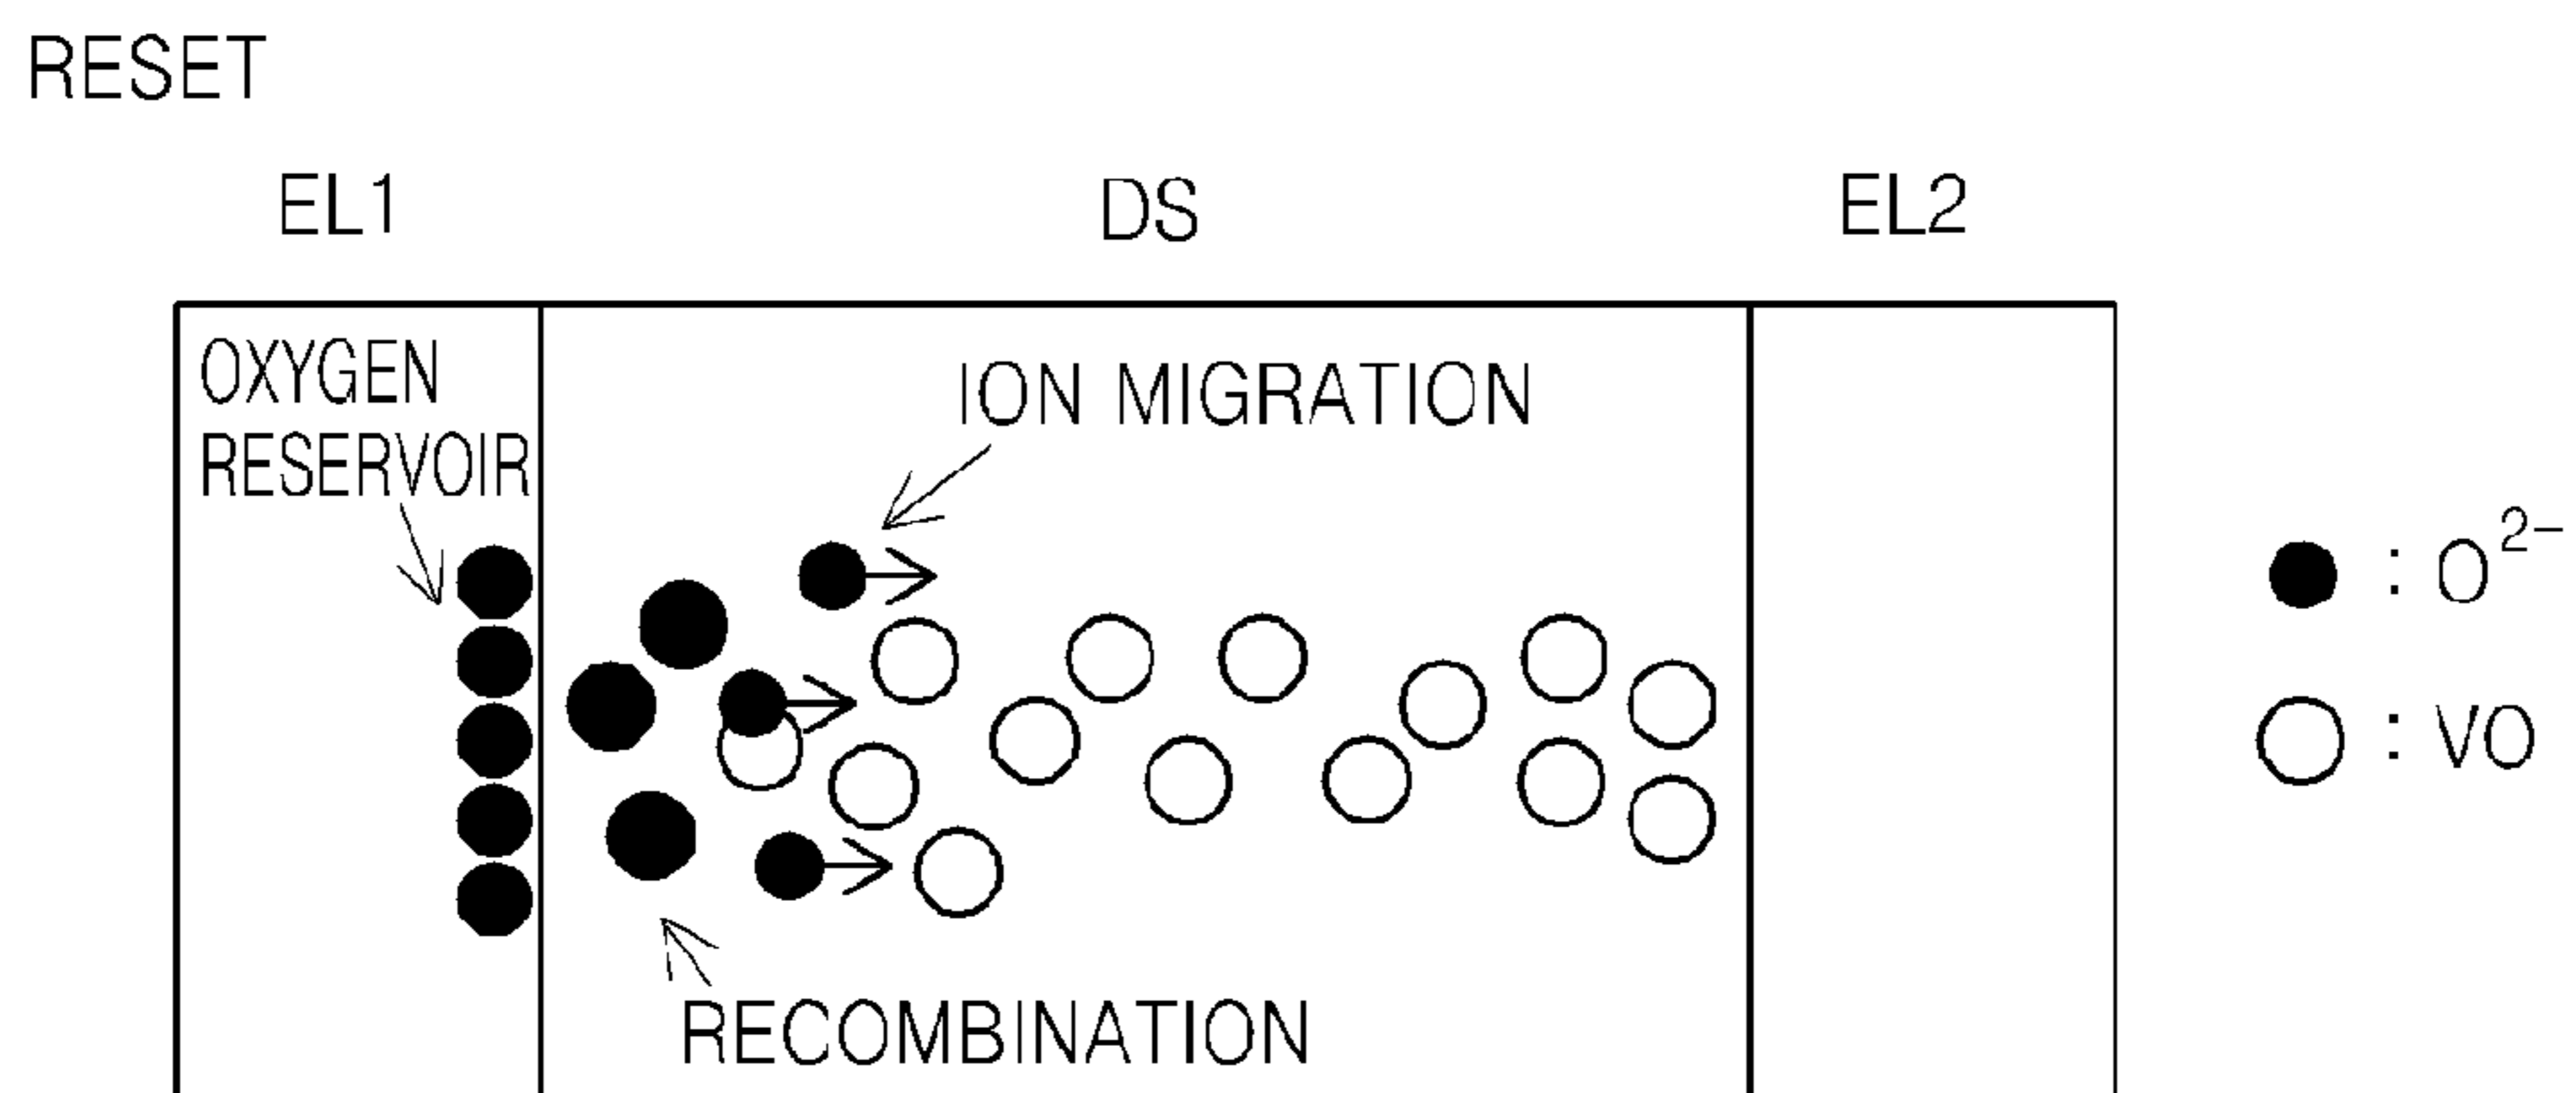 RESET
EL1 DS EL2
OXYGEN
RESERVOIR
ION MIGRATION
: O²⁻
: VO
RECOMBINATION